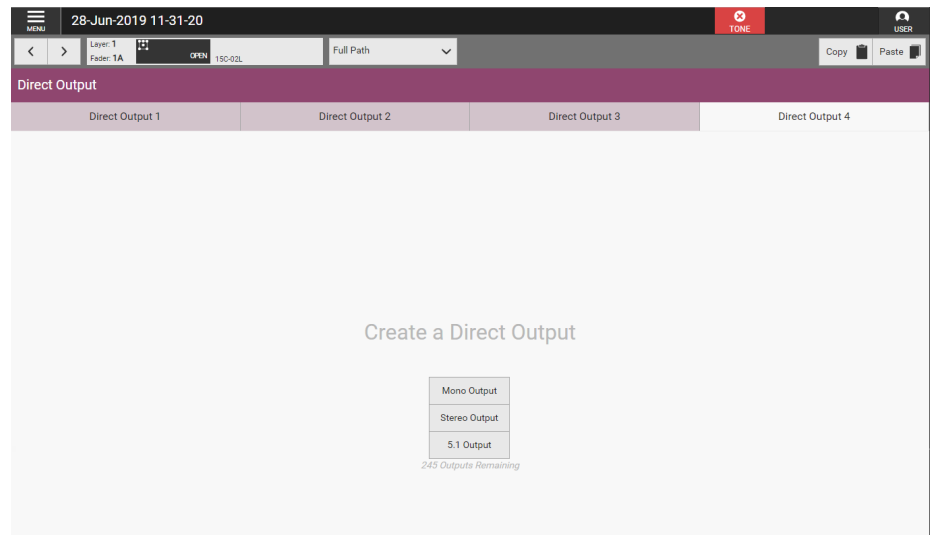 MENU
28-Jun-2019 11-31-20
TONE
USER
Layer: 1
Fader: 1A
OPEN
15C-02L
Full Path
Copy
Paste
Direct Output
Direct Output 1
Direct Output 2
Direct Output 3
Direct Output 4
Create a Direct Output
Mono Output
Stereo Output
5.1 Output
245 Outputs Remaining